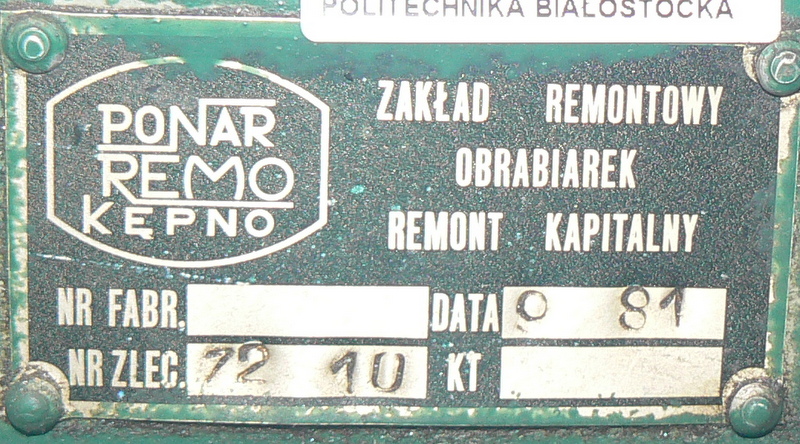 POLITECHNIKA BIAŁOSTOCKA
PONAR
REMO
KĘPNO
ZAKŁAD REMONTOWY
OBRABIAREK
REMONT KAPITALNY
NR FABR.
DATA 9 81
NR ZLEC. 72 10
KT